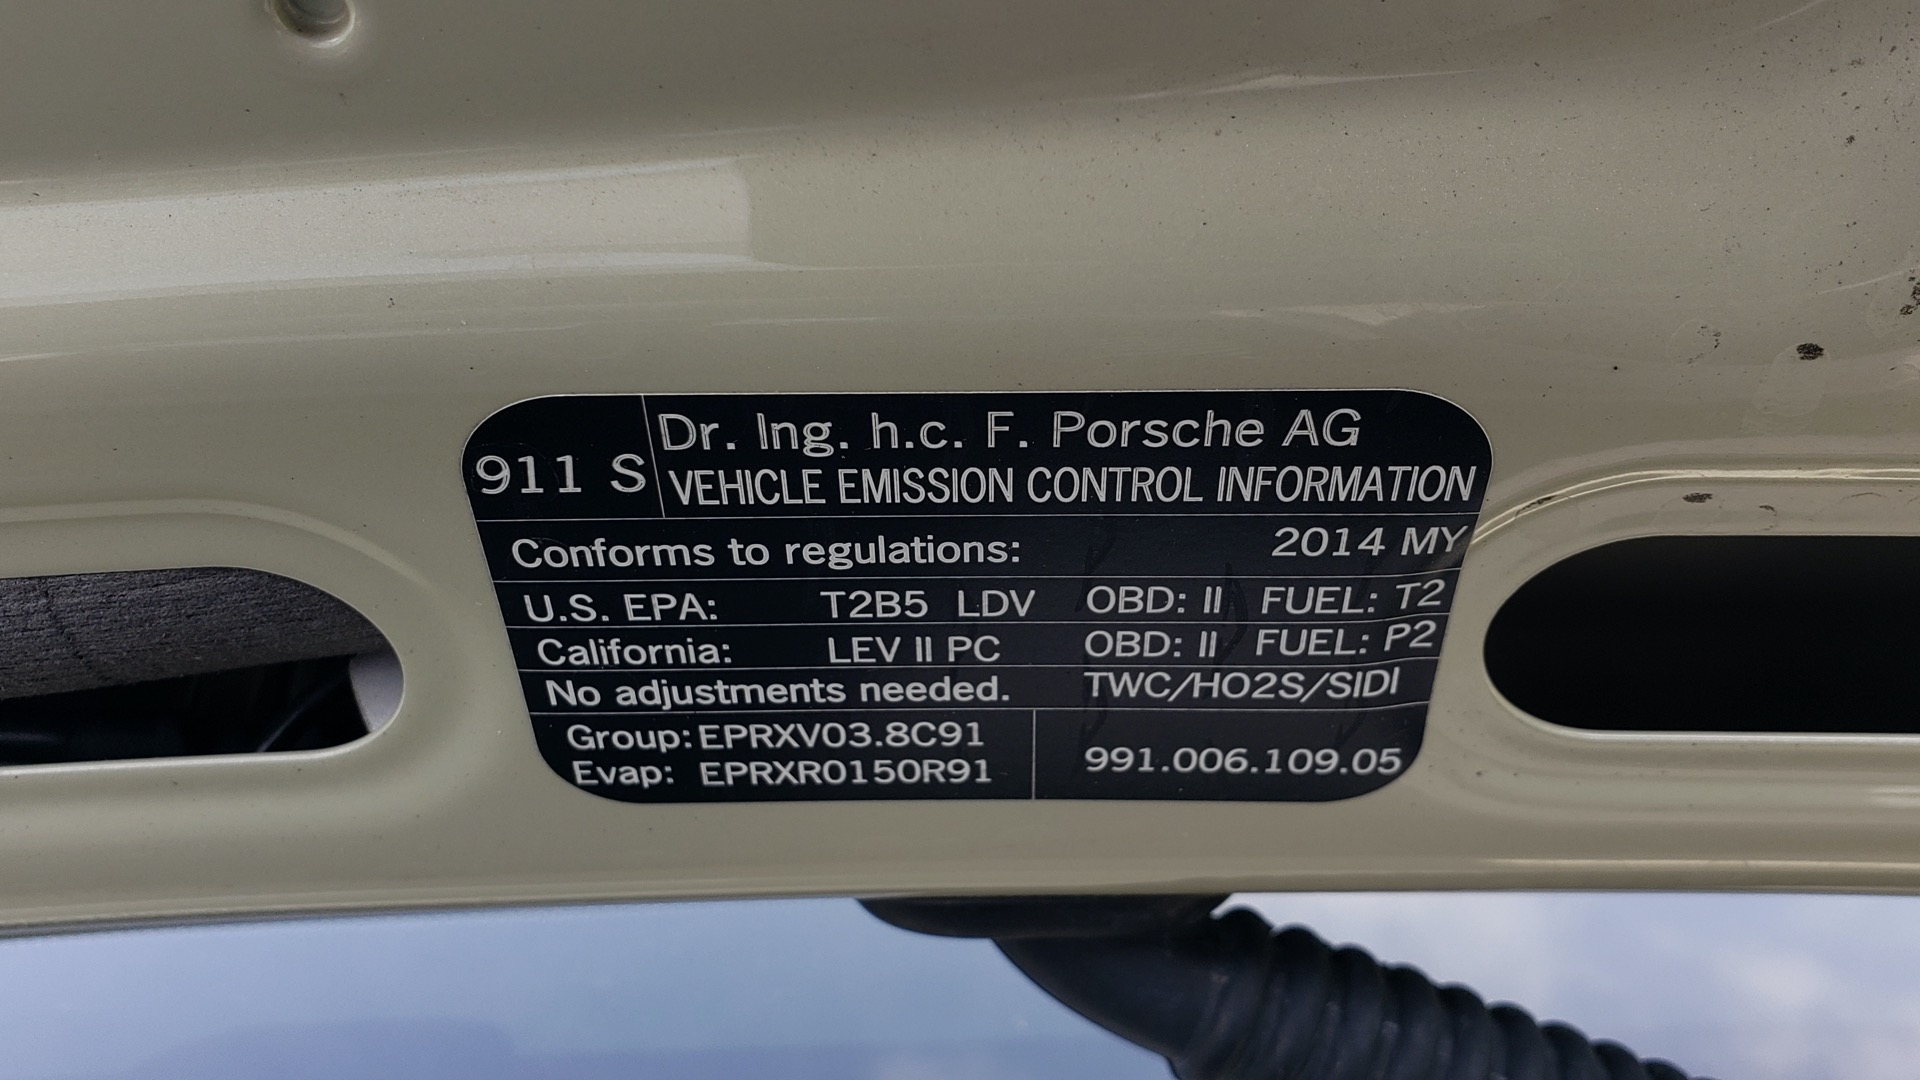 911 S
Dr. Ing. h.c. F. Porsche AG
VEHICLE EMISSION CONTROL INFORMATION
Conforms to regulations: 2014 MY
U.S. EPA: T2B5 LDV OBD: II FUEL: T2
California: LEV II PC OBD: II FUEL: P2
No adjustments needed. TWC/HO2S/SIDI
Group: EPRXV03.8C91
Evap: EPRXR0150R91
991.006.109.05